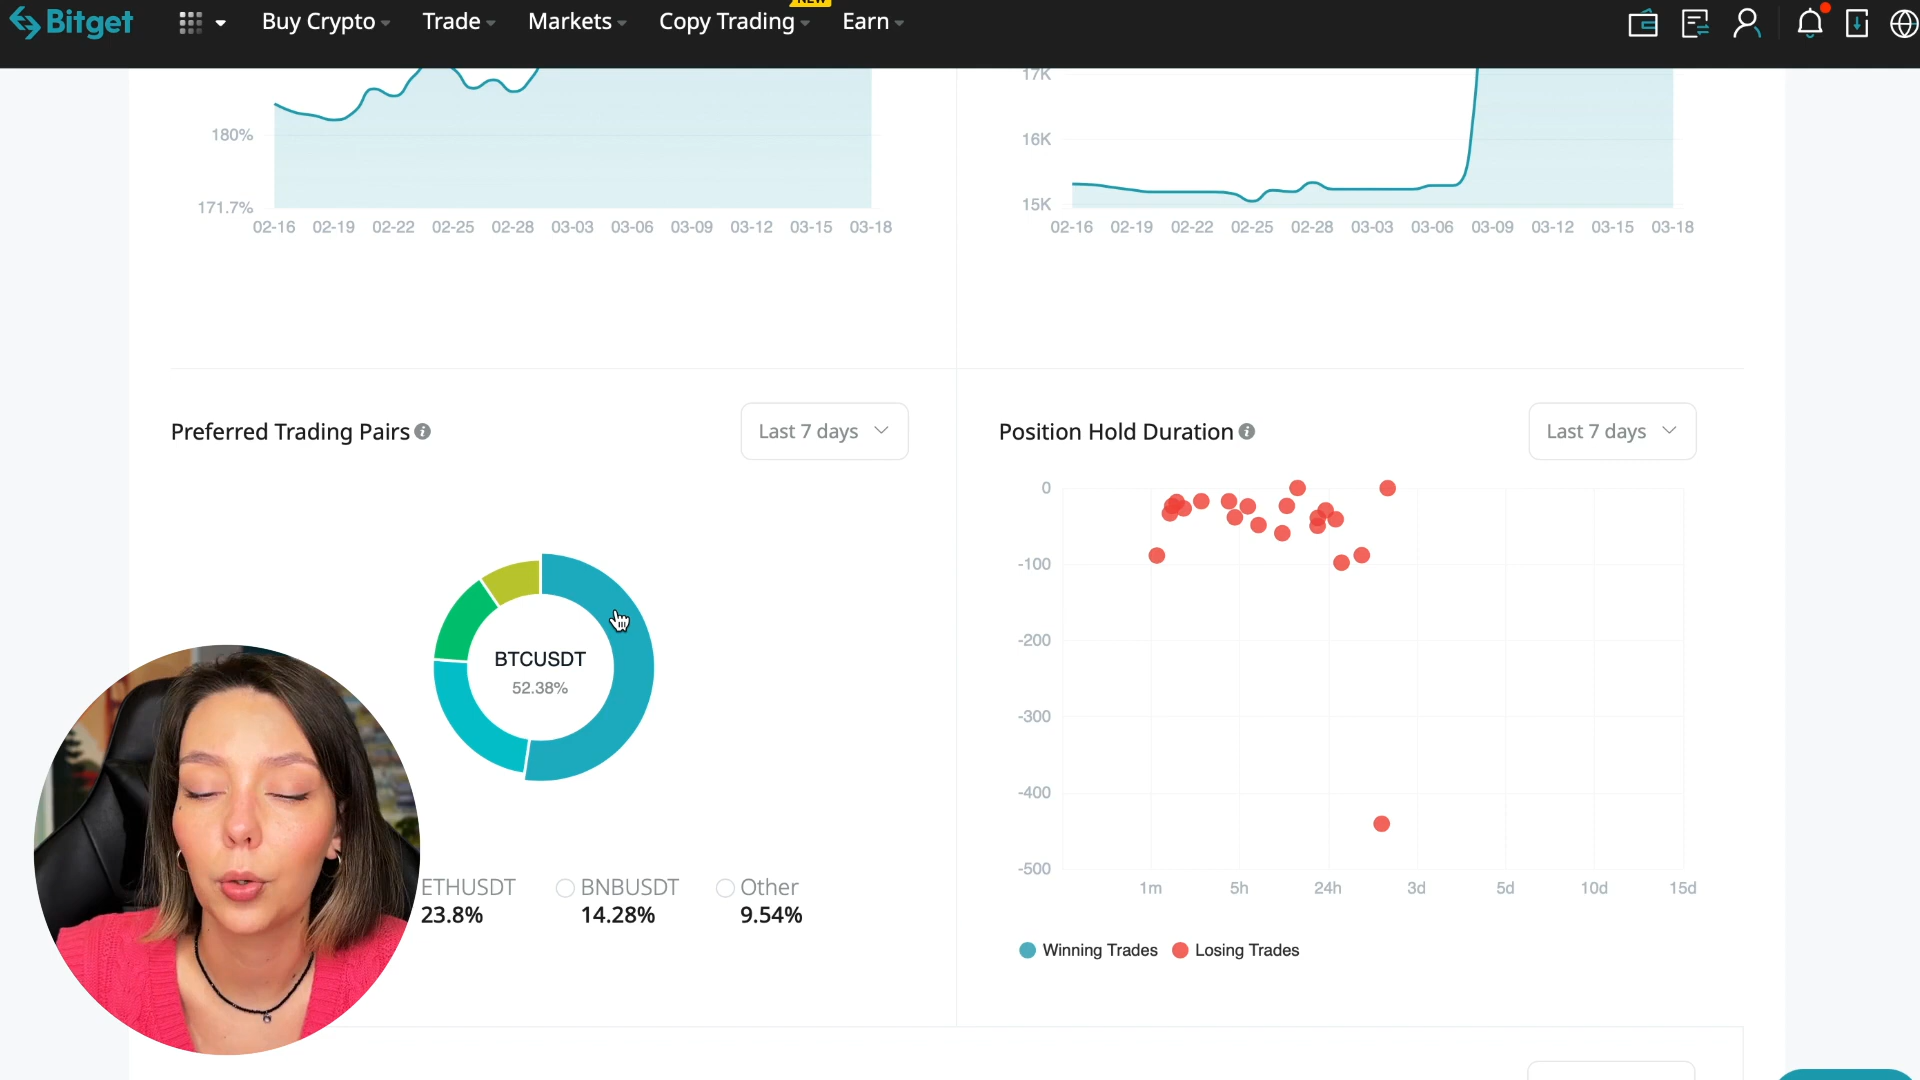 Bitget Buy Crypto Trade Markets Copy Trading NEW Earn
180%
171.7%
02-16 02-19 02-22 02-25 02-28 03-03 03-06 03-09 03-12 03-15 03-18
17K
16K
15K
02-16 02-19 02-22 02-25 02-28 03-03 03-06 03-09 03-12 03-15 03-18
Preferred Trading Pairs Last 7 days
BTCUSDT
52.38%
ETHUSDT BNBUSDT Other
23.8% 14.28% 9.54%
Position Hold Duration Last 7 days
0
-100
-200
-300
-400
-500
1m 5h 24h 3d 5d 10d 15d
Winning Trades Losing Trades